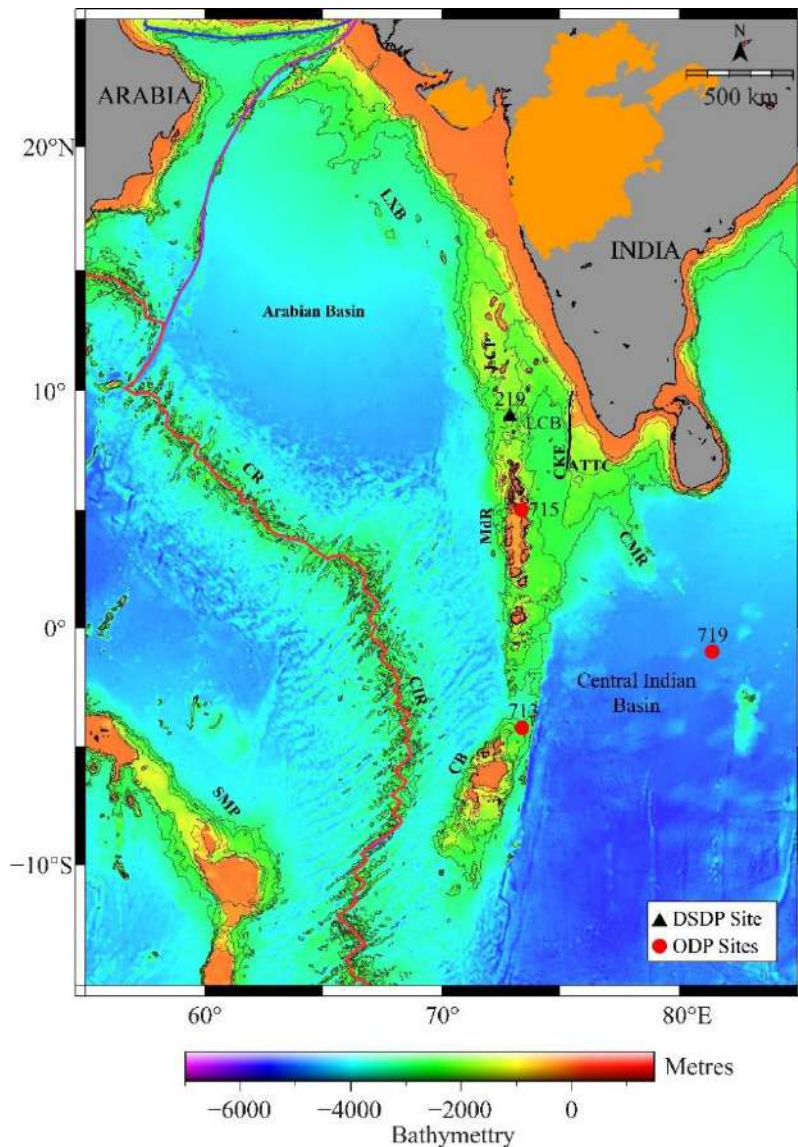 N
ARABIA
500 km
20°N
LXB
INDIA
Arabian Basin
LCP
10°
219
LCB
CKE
ATTC
CR
715
MdR
CMR
0°
719
Central Indian
Basin
CIR
713
CB
SMP
−10°S
DSDP Site
ODP Sites
60°
70°
80°E
Metres
−6000
−4000
−2000
0
Bathymettry